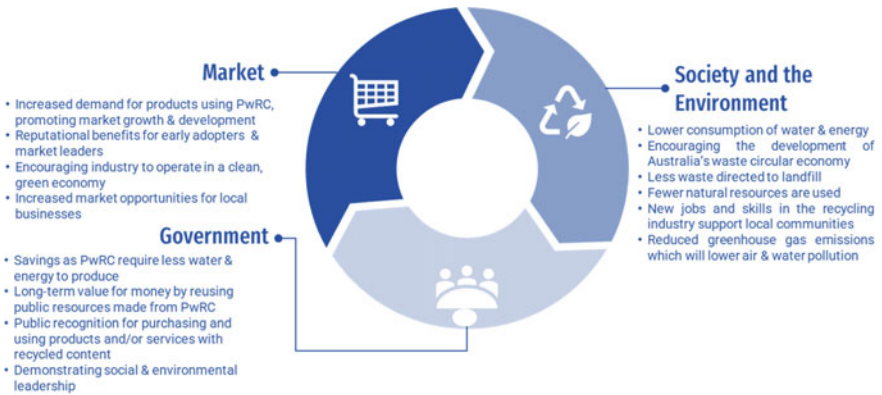 Market
• Increased demand for products using PwRC,
promoting market growth & development
• Reputational benefits for early adopters &
market leaders
• Encouraging industry to operate in a clean,
green economy
• Increased market opportunities for local
businesses
Government
• Savings as PwRC require less water &
energy to produce
• Long-term value for money by reusing
public resources made from PwRC
• Public recognition for purchasing and
using products and/or services with
recycled content
• Demonstrating social & environmental
leadership
Society and the
Environment
• Lower consumption of water & energy
• Encouraging the development of
Australia's waste circular economy
• Less waste directed to landfill
• Fewer natural resources are used
• New jobs and skills in the recycling
industry support local communities
• Reduced greenhouse gas emissions
which will lower air & water pollution